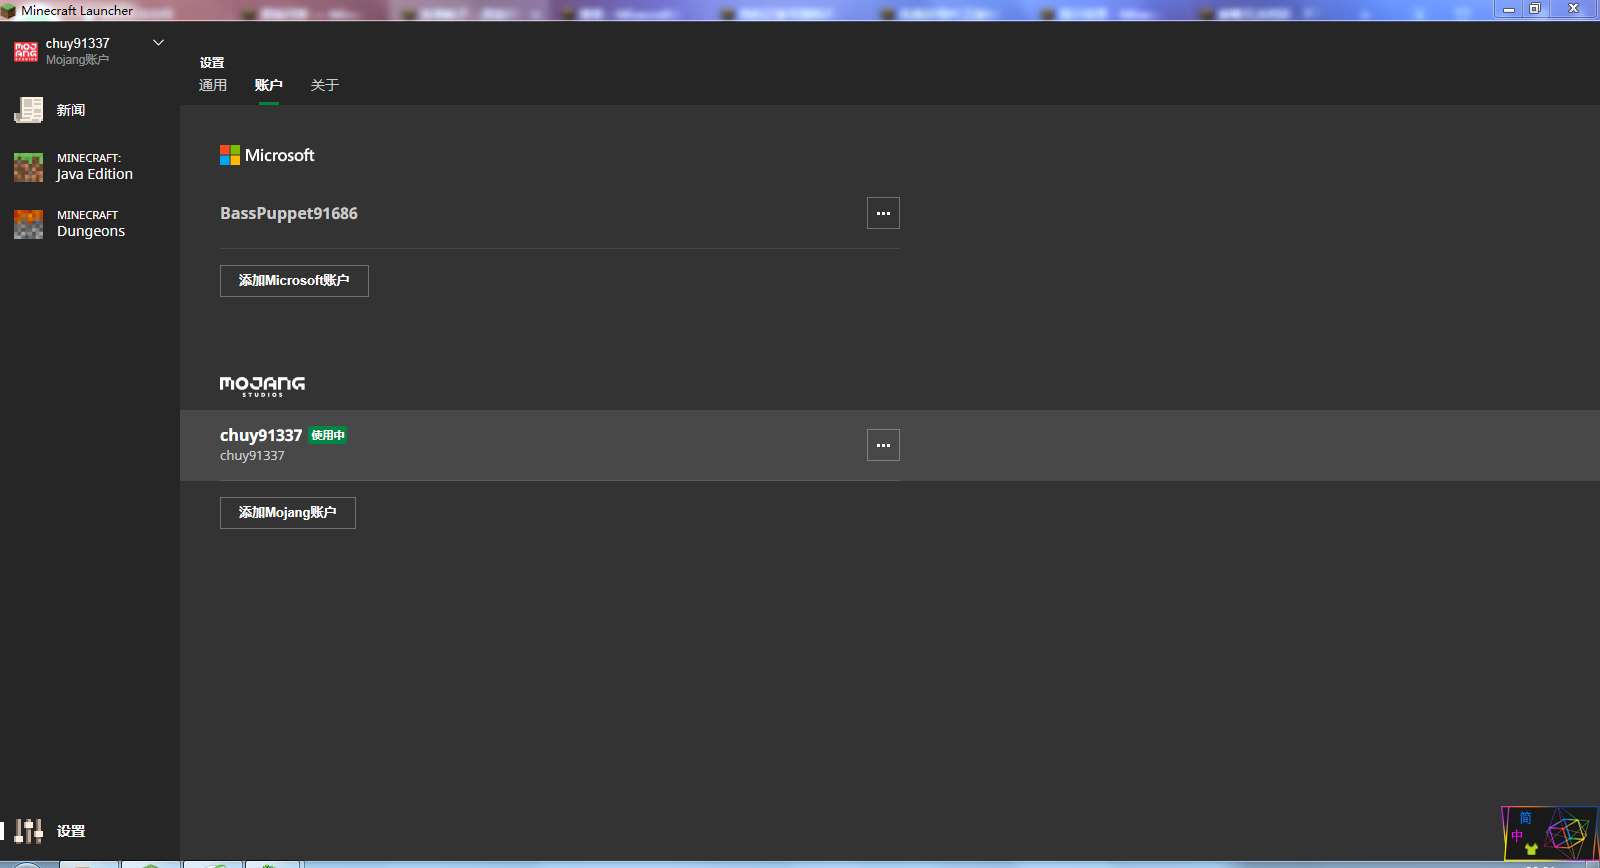 Minecraft Launcher
chuy91337
Mojang账户
新闻
MINECRAFT:
Java Edition
MINECRAFT
Dungeons
设置
设置
通用 账户 关于
Microsoft
BassPuppet91686
添加Microsoft账户
MOJANG
STUDIOS
chuy91337 使用中
chuy91337
添加Mojang账户
简
中